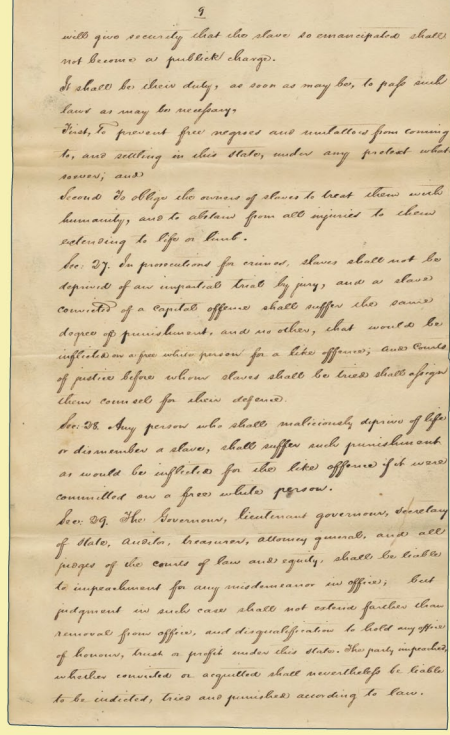 9
will give security that the slave so emancipated shall
not become a publick charge.
It shall be their duty, as soon as may be, to pass such
laws as may be necessary,
First, To prevent free negroes and mulattoes from coming
to, and settling in this state, under any pretext what-
soever; and
Second To oblige the owners of slaves to treat them with
humanity, and to abstain from all injuries to them
extending to life or limb.
Sec. 27. In prosecutions for crimes, slaves shall not be
deprived of an impartial trial by jury, and a slave
convicted of a capital offence shall suffer the same
degree of punishment, and no other, that would be
inflicted on a free white person for a like offence; and Courts
of justice before whom slaves shall be tried shall assign
them counsel for their defence.
Sec. 28. Any person who shall maliciously deprive of life
or dismember a slave, shall suffer such punishment
as would be inflicted for the like offence if it were
committed on a free white person.
Sec. 29. The Governour, lieutenant governour, secretary
of state, auditor, treasurer, attorney general, and all
judges of the courts of law and equity, shall be liable
to impeachment for any misdemeanor in office; but
judgment in such case shall not extend farther than
removal from office, and disqualification to hold any office
of honour, trust or profit under this state. The party impeached,
whether convicted or acquitted shall nevertheless be liable
to be indicted, tried and punished according to law.